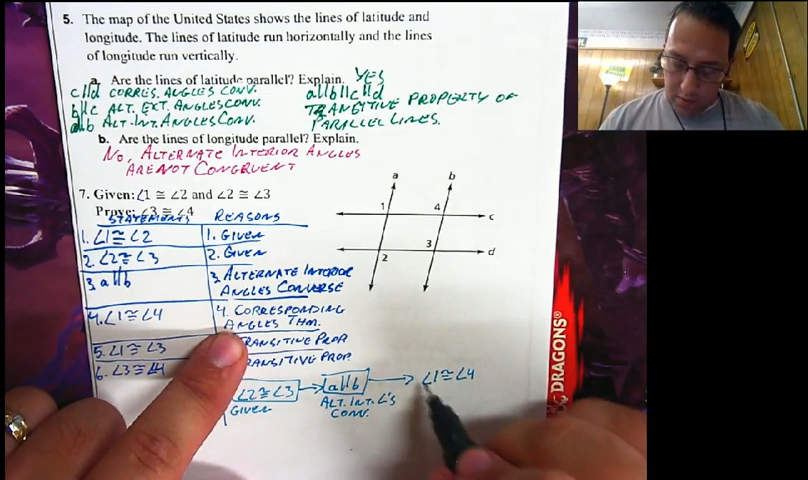 5. The map of the United States shows the lines of latitude and
longitude. The lines of latitude run horizontally and the lines
of longitude run vertically.
a. Are the lines of latitude parallel? Explain. YES
c||d CORRES. ANGLES CONV. a||b||c||d
b||c ALT. EXT. ANGLES CONV. TRANSITIVE PROPERTY OF
a||b ALT. INT. ANGLES CONV. PARALLEL LINES.
b. Are the lines of longitude parallel? Explain.
NO, ALTERNATE INTERIOR ANGLES
ARE NOT CONGRUENT
7. Given: ∠1 ≅ ∠2 and ∠2 ≅ ∠3
Prove: ∠3 ≅ ∠4
STATEMENTS REASONS
1. ∠1 ≅ ∠2 1. GIVEN
2. ∠2 ≅ ∠3 2. GIVEN
3. a||b 3. ALTERNATE INTERIOR
ANGLES CONVERSE
4. ∠1 ≅ ∠4 4. CORRESPONDING
ANGLES THM.
5. ∠1 ≅ ∠3 TRANSITIVE PROP
6. ∠3 ≅ ∠4 TRANSITIVE PROP
∠2 ≅ ∠3 a||b ∠1 ≅ ∠4
GIVEN ALT. INT. ∠'S
CONV.
a b
1 4 c
3 d
2
DRAGONS®